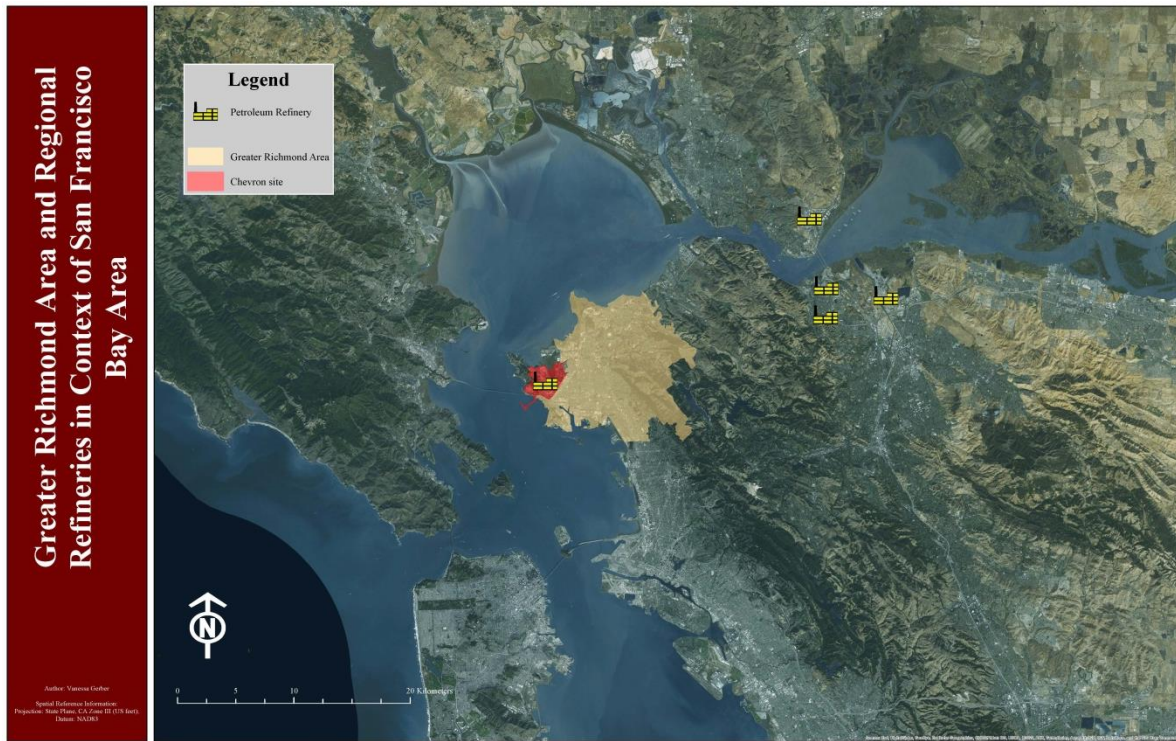 Greater Richmond Area and Regional
Refineries in Context of San Francisco
Bay Area
Author: Vanessa Gerber
Spatial Reference Information:
Projection: State Plane, CA Zone III (US feet),
Datum: NAD83
Legend
Petroleum Refinery
Greater Richmond Area
Chevron site
N
0 5 10 20 Kilometers